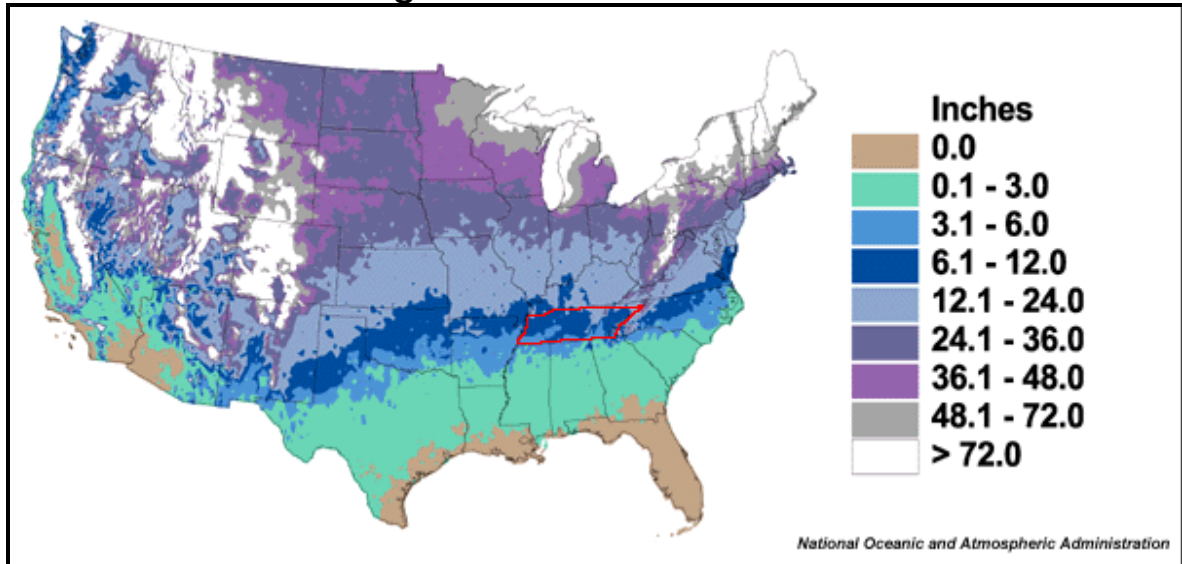 Inches
0.0
0.1 - 3.0
3.1 - 6.0
6.1 - 12.0
12.1 - 24.0
24.1 - 36.0
36.1 - 48.0
48.1 - 72.0
> 72.0
National Oceanic and Atmospheric Administration